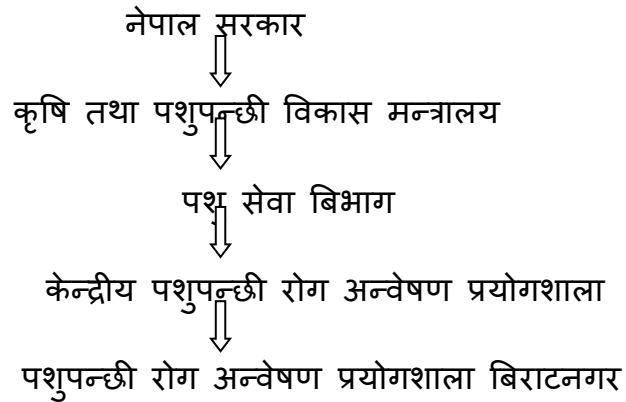 नेपाल सरकार
कृषि तथा पशुपन्छी विकास मन्त्रालय
पशु सेवा बिभाग
केन्द्रीय पशुपन्छी रोग अन्वेषण प्रयोगशाला
पशुपन्छी रोग अन्वेषण प्रयोगशाला बिराटनगर